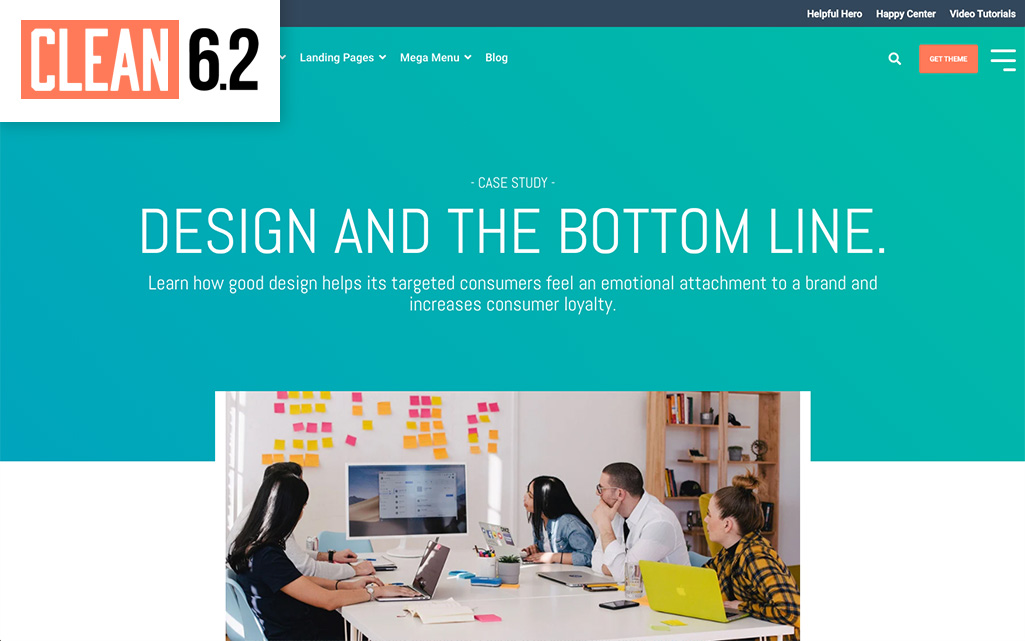 Helpful Hero Happy Center Video Tutorials
CLEAN 6.2
Landing Pages Mega Menu Blog
GET THEME
- CASE STUDY -
DESIGN AND THE BOTTOM LINE.
Learn how good design helps its targeted consumers feel an emotional attachment to a brand and
increases consumer loyalty.